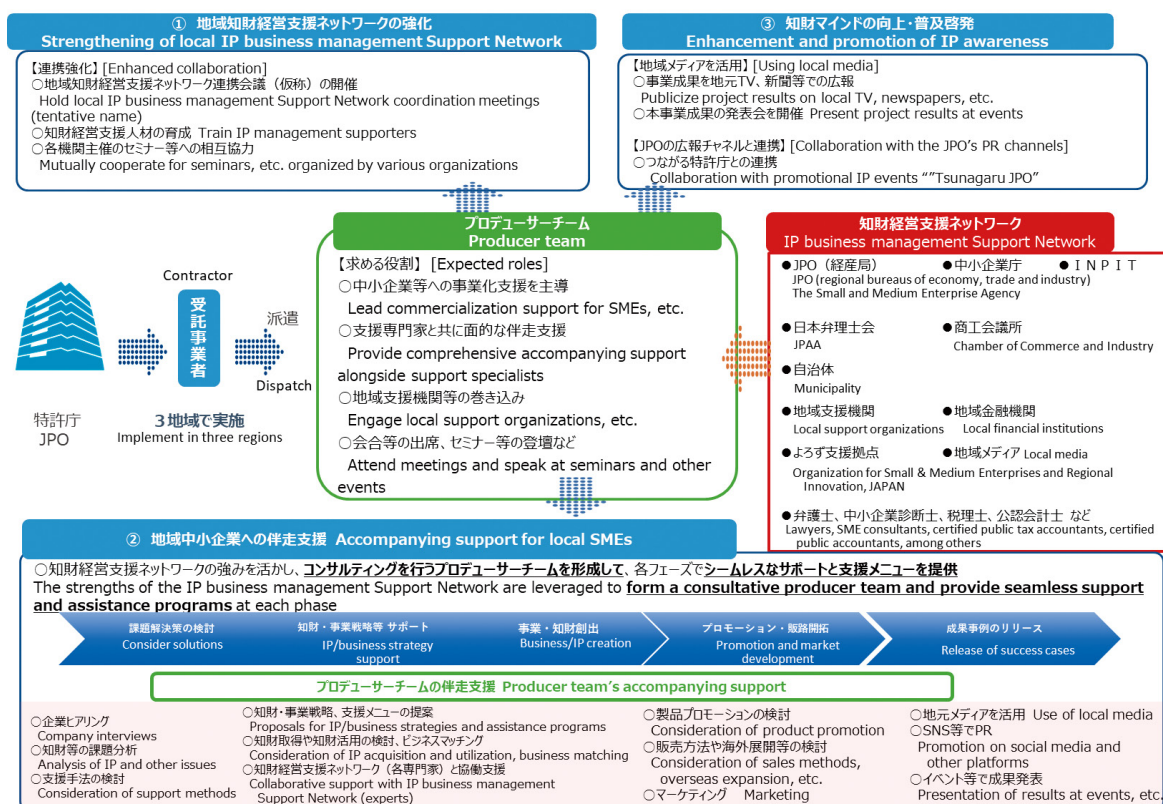 ① 地域知財経営支援ネットワークの強化
Strengthening of local IP business management Support Network
【連携強化】 [Enhanced collaboration]
○地域知財経営支援ネットワーク連携会議（仮称）の開催
Hold local IP business management Support Network coordination meetings
(tentative name)
○知財経営支援人材の育成 Train IP management supporters
○各機関主催のセミナー等への相互協力
Mutually cooperate for seminars, etc. organized by various organizations
③ 知財マインドの向上・普及啓発
Enhancement and promotion of IP awareness
【地域メディアを活用】 [Using local media]
○事業成果を地元TV、新聞等での広報
Publicize project results on local TV, newspapers, etc.
○本事業成果の発表会を開催 Present project results at events
【JPOの広報チャネルと連携】 [Collaboration with the JPO's PR channels]
○つながる特許庁との連携
Collaboration with promotional IP events “”Tsunagaru JPO”
特許庁
JPO
Contractor
受託事業者
派遣
Dispatch
３地域で実施
Implement in three regions
プロデューサーチーム
Producer team
【求める役割】 [Expected roles]
○中小企業等への事業化支援を主導
Lead commercialization support for SMEs, etc.
○支援専門家と共に面的な伴走支援
Provide comprehensive accompanying support
alongside support specialists
○地域支援機関等の巻き込み
Engage local support organizations, etc.
○会合等の出席、セミナー等の登壇など
Attend meetings and speak at seminars and other
events
知財経営支援ネットワーク
IP business management Support Network
●JPO（経産局） ●中小企業庁 ●ＩＮＰＩＴ
JPO (regional bureaus of economy, trade and industry)
The Small and Medium Enterprise Agency
●日本弁理士会 ●商工会議所
JPAA Chamber of Commerce and Industry
●自治体
Municipality
●地域支援機関 ●地域金融機関
Local support organizations Local financial institutions
●よろず支援拠点 ●地域メディア Local media
Organization for Small & Medium Enterprises and Regional
Innovation, JAPAN
●弁護士、中小企業診断士、税理士、公認会計士 など
Lawyers, SME consultants, certified public tax accountants, certified
public accountants, among others
② 地域中小企業への伴走支援 Accompanying support for local SMEs
○知財経営支援ネットワークの強みを活かし、コンサルティングを行うプロデューサーチームを形成して、各フェーズでシームレスなサポートと支援メニューを提供
The strengths of the IP business management Support Network are leveraged to form a consultative producer team and provide seamless support
and assistance programs at each phase
課題解決策の検討
Consider solutions
知財・事業戦略等 サポート
IP/business strategy
support
事業・知財創出
Business/IP creation
プロモーション・販路開拓
Promotion and market
development
成果事例のリリース
Release of success cases
プロデューサーチームの伴走支援 Producer team's accompanying support
○企業ヒアリング
Company interviews
○知財等の課題分析
Analysis of IP and other issues
○支援手法の検討
Consideration of support methods
○知財・事業戦略、支援メニューの提案
Proposals for IP/business strategies and assistance programs
○知財取得や知財活用の検討、ビジネスマッチング
Consideration of IP acquisition and utilization, business matching
○知財経営支援ネットワーク（各専門家）と協働支援
Collaborative support with IP business management
Support Network (experts)
○製品プロモーションの検討
Consideration of product promotion
○販売方法や海外展開等の検討
Consideration of sales methods,
overseas expansion, etc.
○マーケティング Marketing
○地元メディアを活用 Use of local media
○SNS等でPR
Promotion on social media and
other platforms
○イベント等で成果発表
Presentation of results at events, etc.